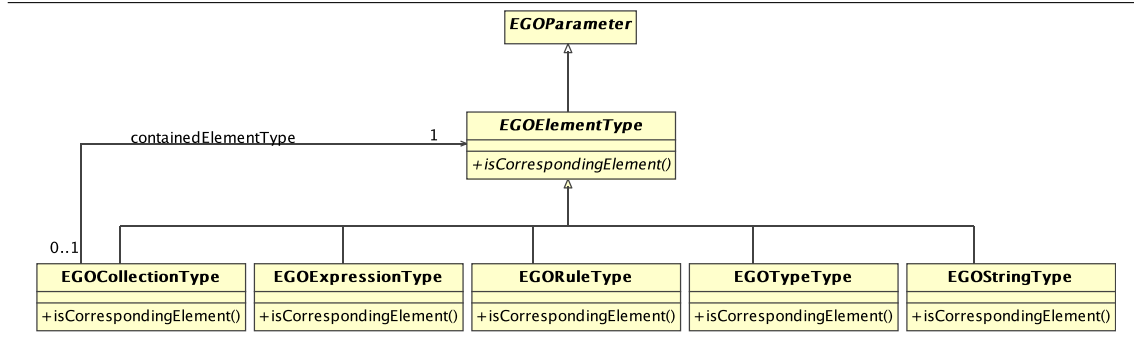 EGOParameter
EGOElementType
+isCorrespondingElement()
containedElementType
1
0..1
EGOCollectionType
+isCorrespondingElement()
EGOExpressionType
+isCorrespondingElement()
EGORuleType
+isCorrespondingElement()
EGOTypeType
+isCorrespondingElement()
EGOStringType
+isCorrespondingElement()